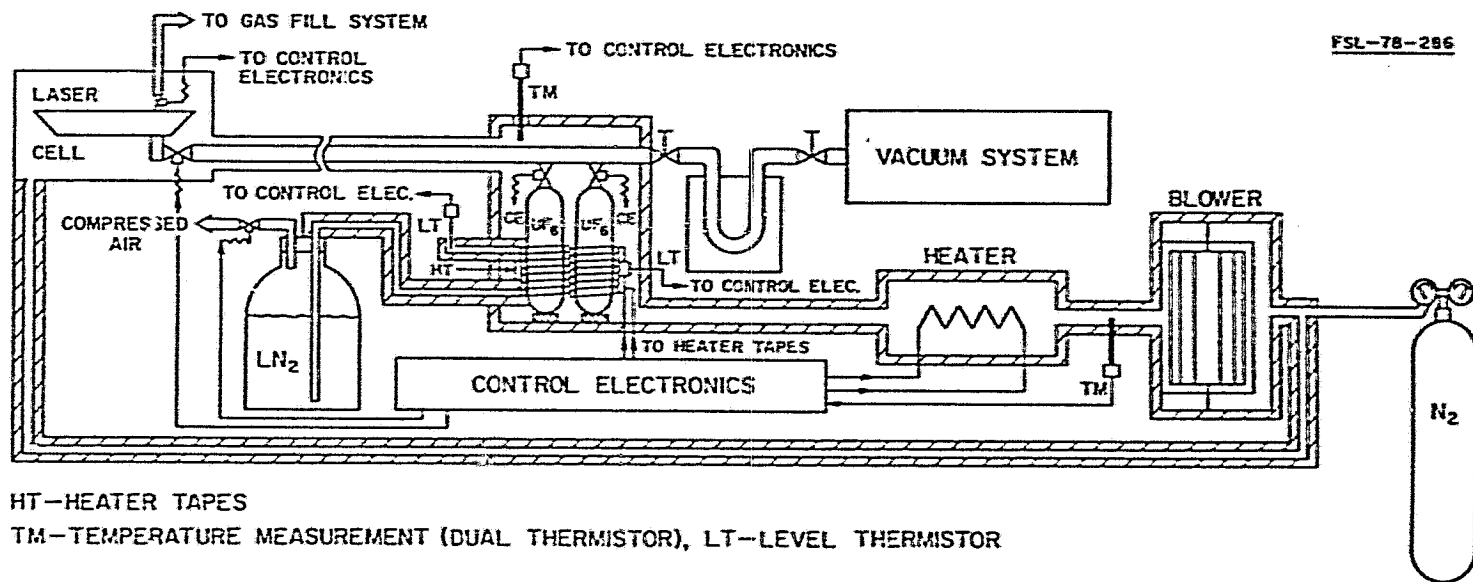 TO GAS FILL SYSTEM
FSL-78-286
TO CONTROL
ELECTRONICS
TO CONTROL ELECTRONICS
LASER
TM
CELL
VACUUM SYSTEM
TO CONTROL ELEC.
BLOWER
COMPRESSED
AIR
LT
CE
UF6
UF6
CE
HT
LT
TO CONTROL ELEC.
HEATER
TO HEATER TAPES
LN2
CONTROL ELECTRONICS
TM
N2
HT—HEATER TAPES
TM—TEMPERATURE MEASUREMENT (DUAL THERMISTOR), LT—LEVEL THERMISTOR